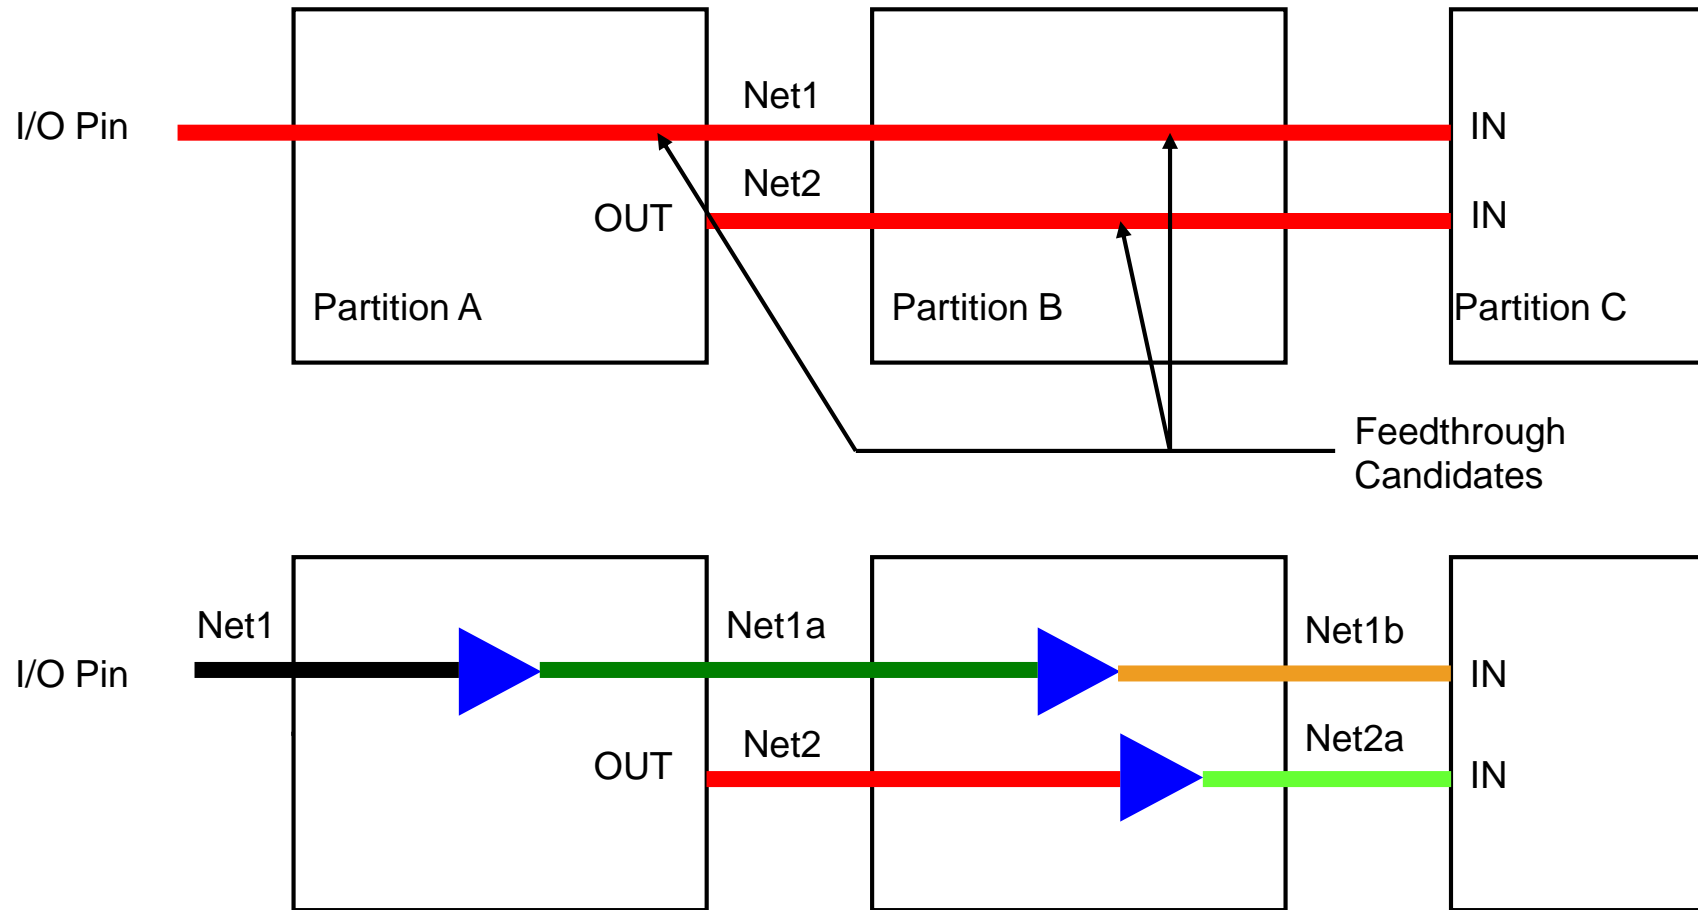 Net1
I/O Pin
IN
Net2
OUT
IN
Partition A
Partition B
Partition C
Feedthrough
Candidates
Net1
Net1a
Net1b
I/O Pin
IN
Net2
Net2a
OUT
IN